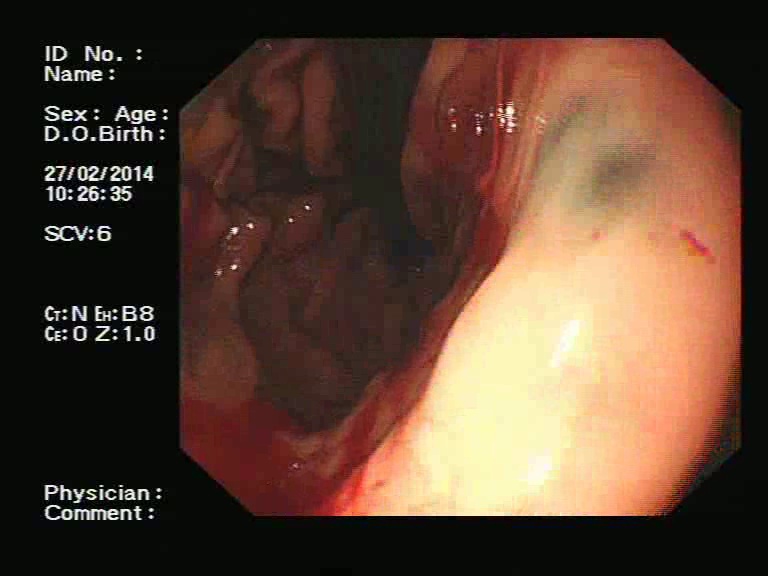 ID No. :
Name :
Sex : Age :
D.O.Birth :
27/02/2014
10:26:35
SCV:6
CT:N EH:B8
CE:0 Z:1.0
Physician :
Comment :